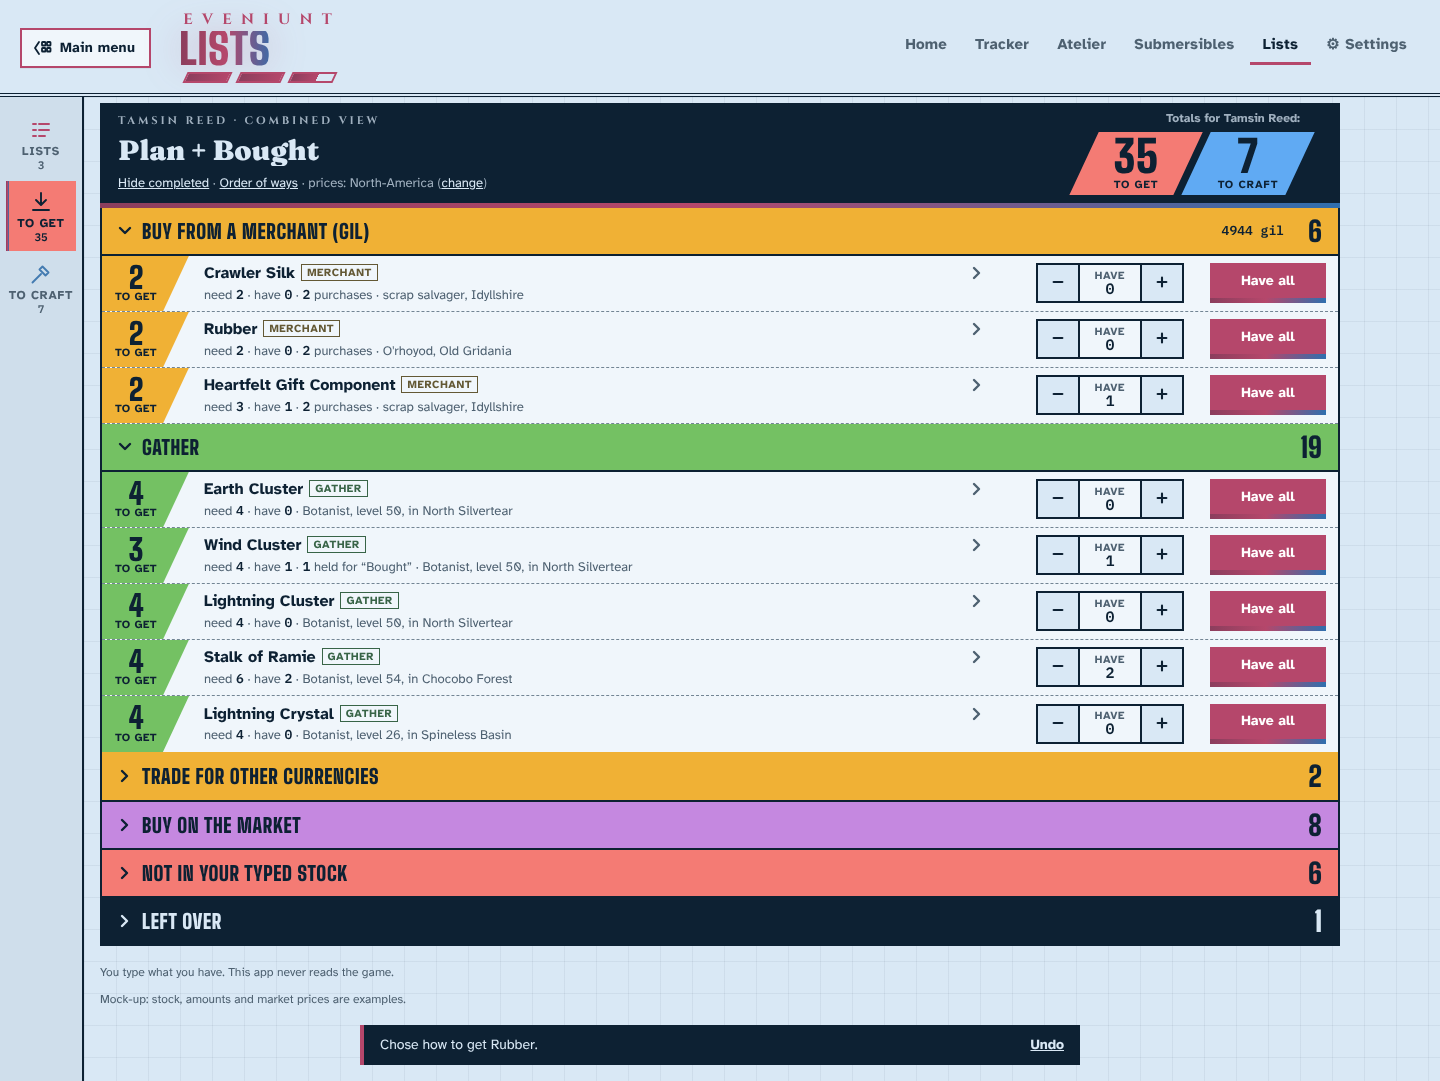 Main menu
EVENIUNT
LISTS
Home
Tracker
Atelier
Submersibles
Lists
⚙ Settings
LISTS
3
TO GET
35
TO CRAFT
7
TAMSIN REED · COMBINED VIEW
Plan + Bought
Hide completed · Order of ways · prices: North-America (change)
Totals for Tamsin Reed:
35
TO GET
7
TO CRAFT
BUY FROM A MERCHANT (GIL)
4944 gil
6
2
TO GET
Crawler Silk MERCHANT
need 2 · have 0 · 2 purchases · scrap salvager, Idyllshire
− HAVE 0 +
Have all
2
TO GET
Rubber MERCHANT
need 2 · have 0 · 2 purchases · O'rhoyod, Old Gridania
− HAVE 0 +
Have all
2
TO GET
Heartfelt Gift Component MERCHANT
need 3 · have 1 · 2 purchases · scrap salvager, Idyllshire
− HAVE 1 +
Have all
GATHER
19
4
TO GET
Earth Cluster GATHER
need 4 · have 0 · Botanist, level 50, in North Silvertear
− HAVE 0 +
Have all
3
TO GET
Wind Cluster GATHER
need 4 · have 1 · 1 held for “Bought” · Botanist, level 50, in North Silvertear
− HAVE 1 +
Have all
4
TO GET
Lightning Cluster GATHER
need 4 · have 0 · Botanist, level 50, in North Silvertear
− HAVE 0 +
Have all
4
TO GET
Stalk of Ramie GATHER
need 6 · have 2 · Botanist, level 54, in Chocobo Forest
− HAVE 2 +
Have all
4
TO GET
Lightning Crystal GATHER
need 4 · have 0 · Botanist, level 26, in Spineless Basin
− HAVE 0 +
Have all
TRADE FOR OTHER CURRENCIES
2
BUY ON THE MARKET
8
NOT IN YOUR TYPED STOCK
6
LEFT OVER
1
You type what you have. This app never reads the game.
Mock-up: stock, amounts and market prices are examples.
Chose how to get Rubber.
Undo